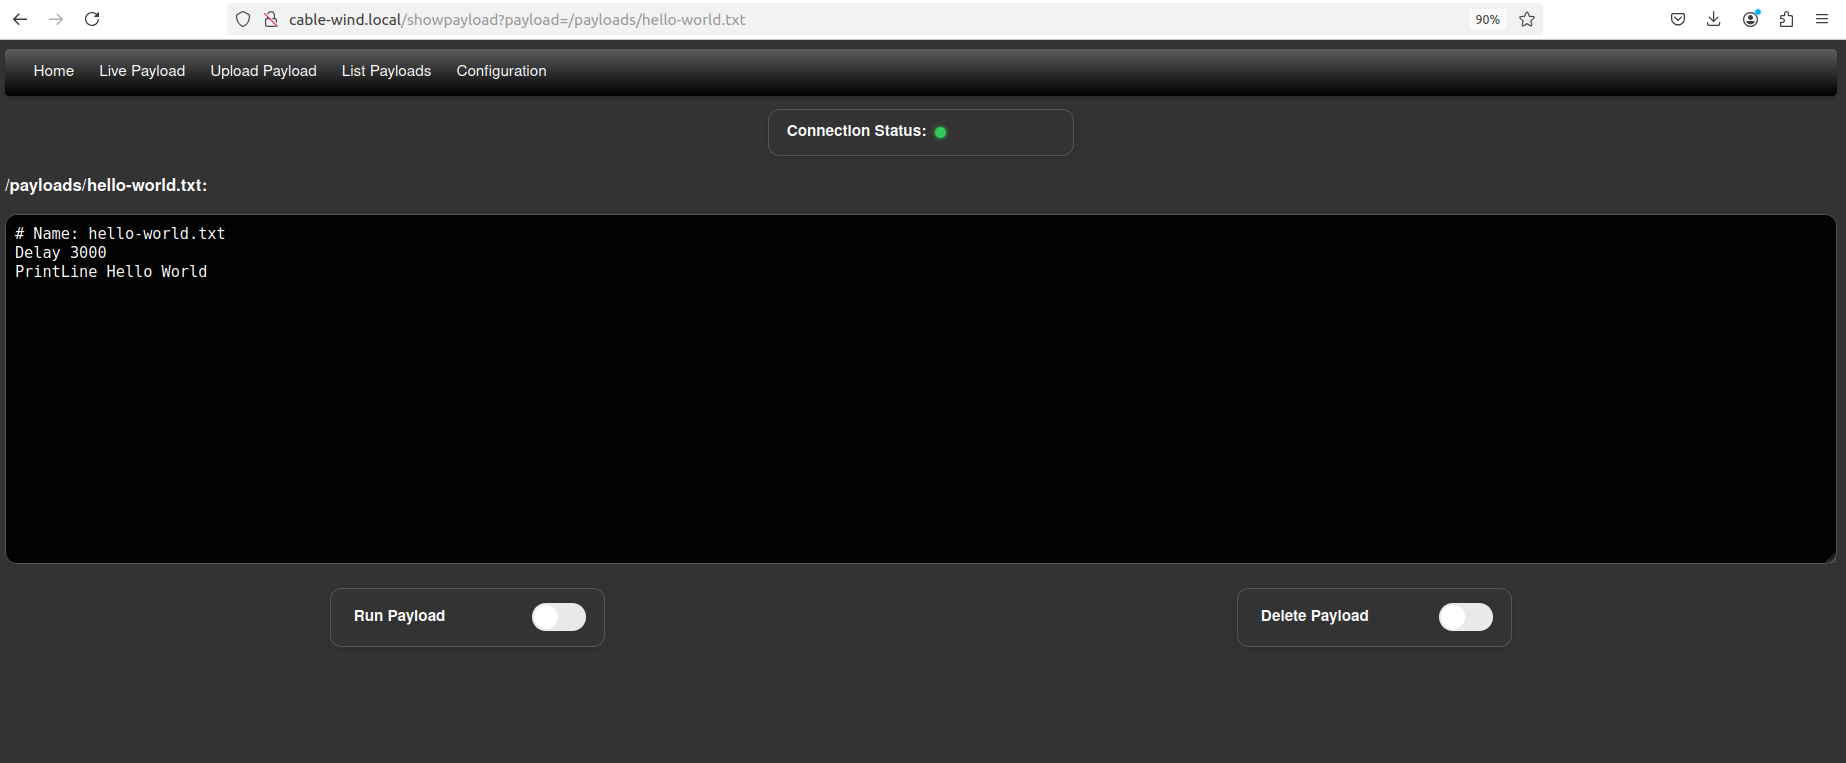 cable-wind.local/showpayload?payload=/payloads/hello-world.txt
90%
Home Live Payload Upload Payload List Payloads Configuration
Connection Status:
/payloads/hello-world.txt:
# Name: hello-world.txt
Delay 3000
PrintLine Hello World
Run Payload
Delete Payload